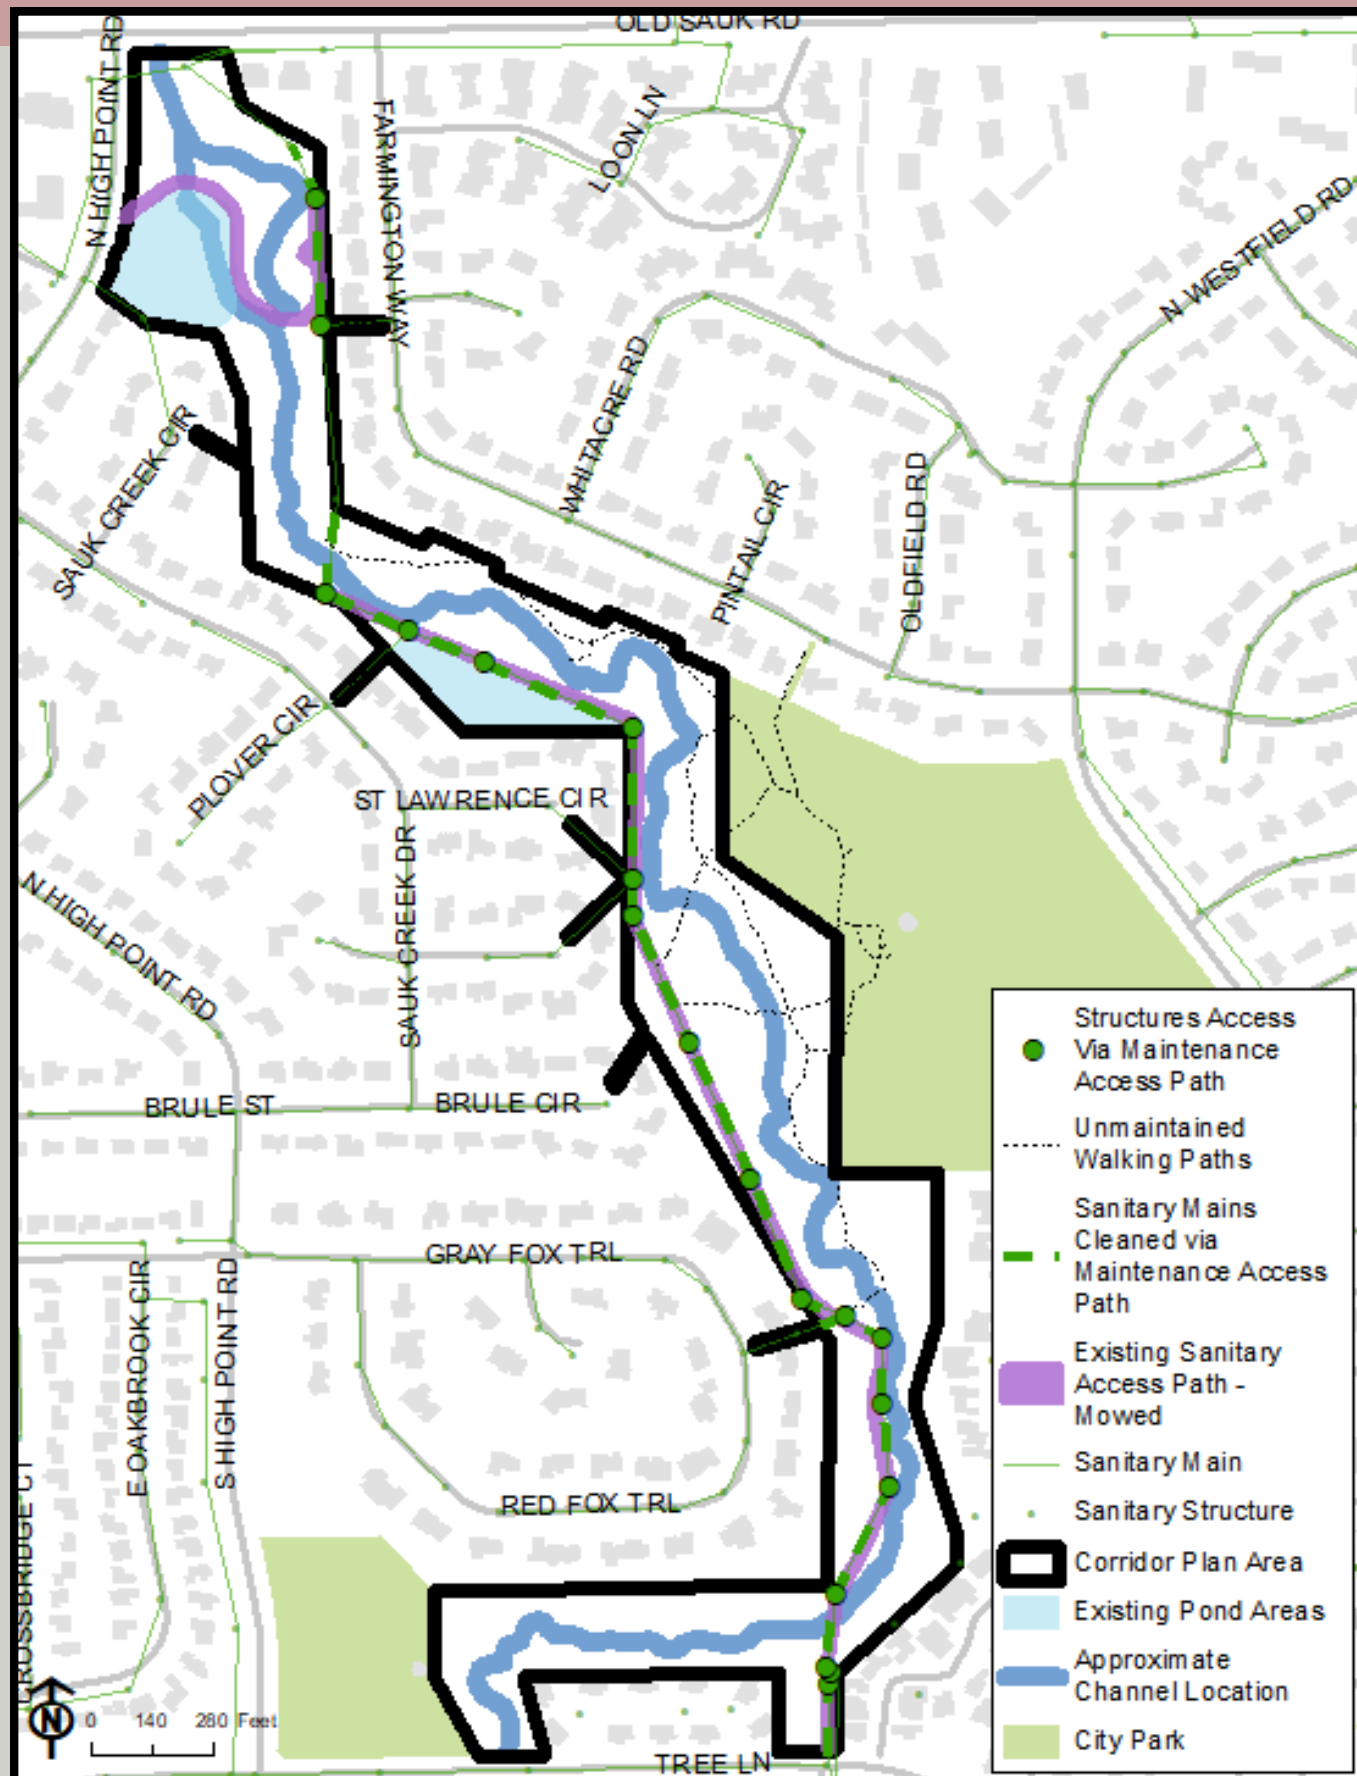 OLD SAUK RD
N HIGH POINT RD
FARMINGTON WAY
LOON LN
N WESTFIELD RD
WHITACRE RD
SAUK CREEK CIR
PINTAIL CIR
OLDFIELD RD
PLOVER CIR
ST LAWRENCE CIR
SAUK CREEK DR
N HIGH POINT RD
BRULE ST
BRULE CIR
GRAY FOX TRL
E OAKBROOK CIR
S HIGH POINT RD
RED FOX TRL
CROSSBRIDGE CT
TREE LN
N
0 140 280 Feet
Structures Access
Via Maintenance
Access Path
Unmaintained
Walking Paths
Sanitary Mains
Cleaned via
Maintenance Access
Path
Existing Sanitary
Access Path -
Mowed
Sanitary Main
Sanitary Structure
Corridor Plan Area
Existing Pond Areas
Approximate
Channel Location
City Park